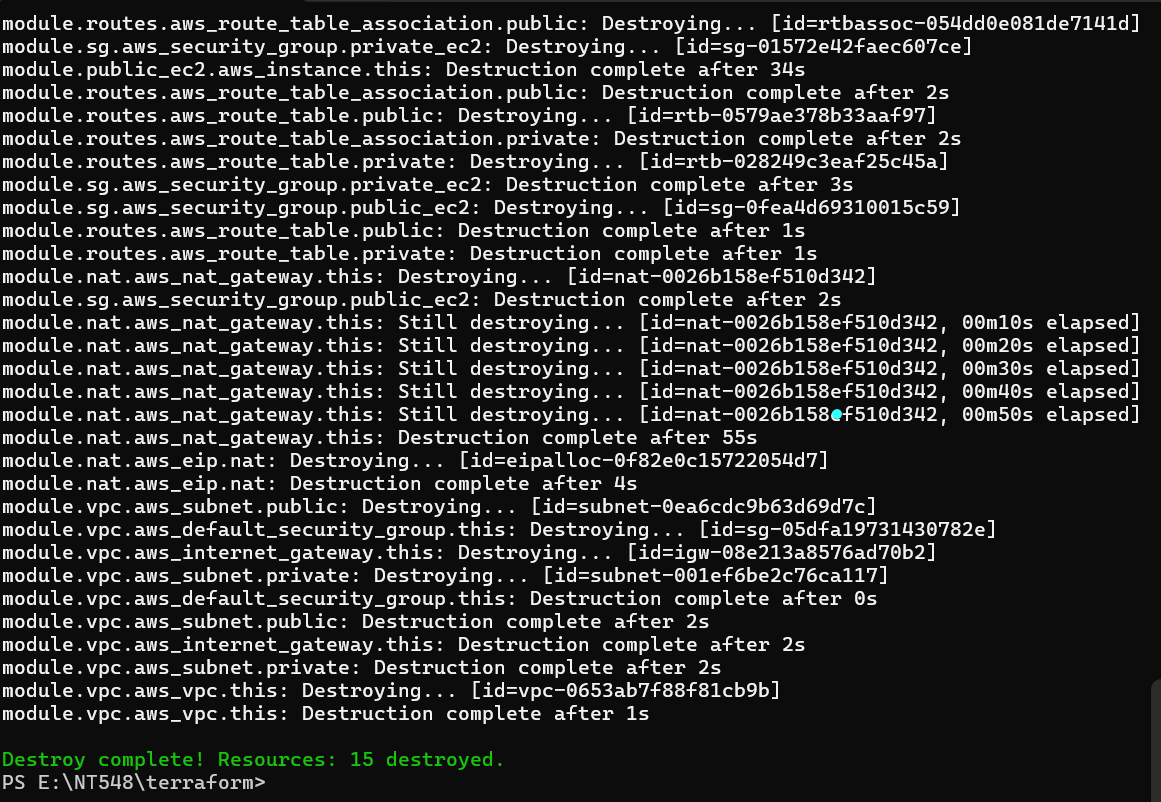 module.routes.aws_route_table_association.public: Destroying... [id=rtbassoc-054dd0e081de7141d]
module.sg.aws_security_group.private_ec2: Destroying... [id=sg-01572e42faec607ce]
module.public_ec2.aws_instance.this: Destruction complete after 34s
module.routes.aws_route_table_association.public: Destruction complete after 2s
module.routes.aws_route_table.public: Destroying... [id=rtb-0579ae378b33aaf97]
module.routes.aws_route_table_association.private: Destruction complete after 2s
module.routes.aws_route_table.private: Destroying... [id=rtb-028249c3eaf25c45a]
module.sg.aws_security_group.private_ec2: Destruction complete after 3s
module.sg.aws_security_group.public_ec2: Destroying... [id=sg-0fea4d69310015c59]
module.routes.aws_route_table.public: Destruction complete after 1s
module.routes.aws_route_table.private: Destruction complete after 1s
module.nat.aws_nat_gateway.this: Destroying... [id=nat-0026b158ef510d342]
module.sg.aws_security_group.public_ec2: Destruction complete after 2s
module.nat.aws_nat_gateway.this: Still destroying... [id=nat-0026b158ef510d342, 00m10s elapsed]
module.nat.aws_nat_gateway.this: Still destroying... [id=nat-0026b158ef510d342, 00m20s elapsed]
module.nat.aws_nat_gateway.this: Still destroying... [id=nat-0026b158ef510d342, 00m30s elapsed]
module.nat.aws_nat_gateway.this: Still destroying... [id=nat-0026b158ef510d342, 00m40s elapsed]
module.nat.aws_nat_gateway.this: Still destroying... [id=nat-0026b158ef510d342, 00m50s elapsed]
module.nat.aws_nat_gateway.this: Destruction complete after 55s
module.nat.aws_eip.nat: Destroying... [id=eipalloc-0f82e0c15722054d7]
module.nat.aws_eip.nat: Destruction complete after 4s
module.vpc.aws_subnet.public: Destroying... [id=subnet-0ea6cdc9b63d69d7c]
module.vpc.aws_default_security_group.this: Destroying... [id=sg-05dfa19731430782e]
module.vpc.aws_internet_gateway.this: Destroying... [id=igw-08e213a8576ad70b2]
module.vpc.aws_subnet.private: Destroying... [id=subnet-001ef6be2c76ca117]
module.vpc.aws_default_security_group.this: Destruction complete after 0s
module.vpc.aws_subnet.public: Destruction complete after 2s
module.vpc.aws_internet_gateway.this: Destruction complete after 2s
module.vpc.aws_subnet.private: Destruction complete after 2s
module.vpc.aws_vpc.this: Destroying... [id=vpc-0653ab7f88f81cb9b]
module.vpc.aws_vpc.this: Destruction complete after 1s
Destroy complete! Resources: 15 destroyed.
PS E:\NT548\terraform>